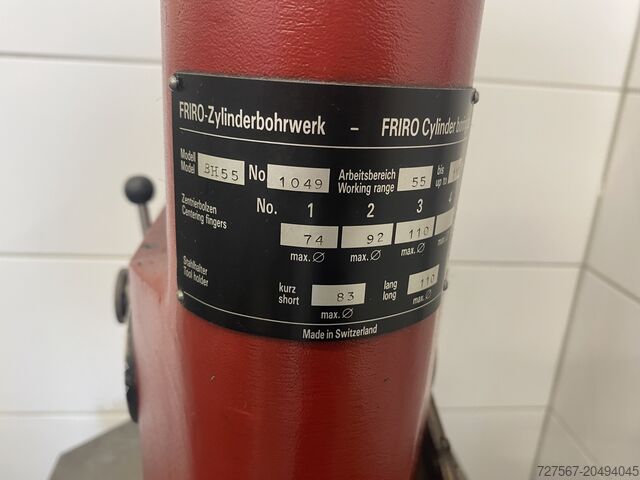 FRIRO-Zylinderbohrwerk - FRIRO Cylinder
Modell
Model BH55 No 1049 Arbeitsbereich
Working range 55 bis
up to
Zentrierbolzen
Centering fingers No. 1 2 3
74 92 110
max. Ø max. Ø max. Ø
Stahlhalter
Tool holder kurz
short 83 lang
long 110
max. Ø max. Ø
Made in Switzerland
727567-20494045